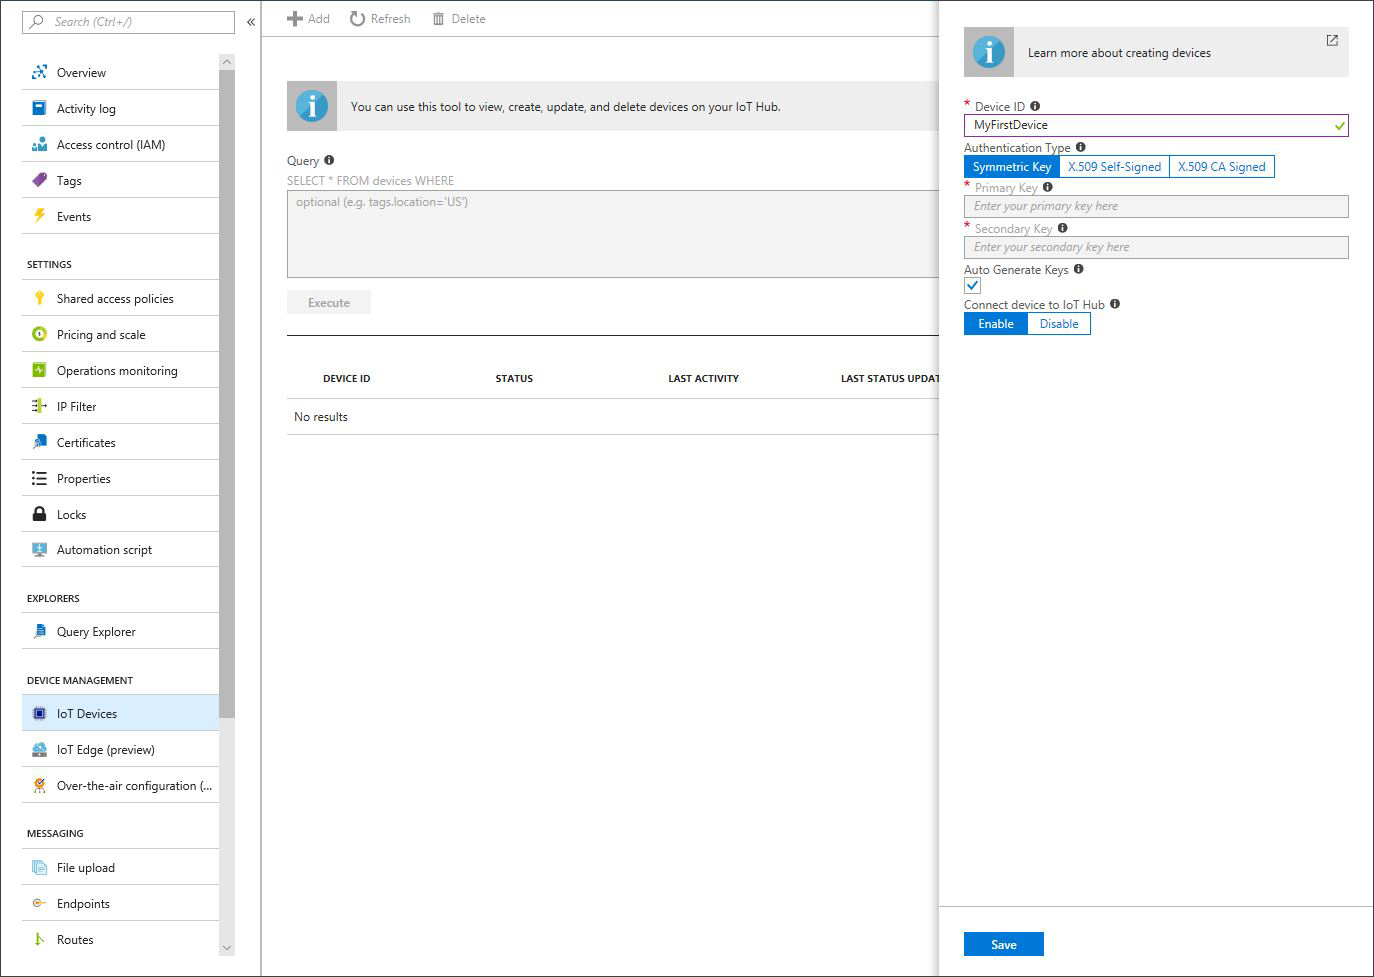 Search (Ctrl+/)
«
Overview
Activity log
Access control (IAM)
Tags
Events
SETTINGS
Shared access policies
Pricing and scale
Operations monitoring
IP Filter
Certificates
Properties
Locks
Automation script
EXPLORERS
Query Explorer
DEVICE MANAGEMENT
IoT Devices
IoT Edge (preview)
Over-the-air configuration (...
MESSAGING
File upload
Endpoints
Routes
Add Refresh Delete
You can use this tool to view, create, update, and delete devices on your IoT Hub.
Query
SELECT * FROM devices WHERE
optional (e.g. tags.location='US')
Execute
DEVICE ID STATUS LAST ACTIVITY LAST STATUS UPDAT
No results
Learn more about creating devices
* Device ID
MyFirstDevice
Authentication Type
Symmetric Key X.509 Self-Signed X.509 CA Signed
* Primary Key
Enter your primary key here
* Secondary Key
Enter your secondary key here
Auto Generate Keys
Connect device to IoT Hub
Enable Disable
Save